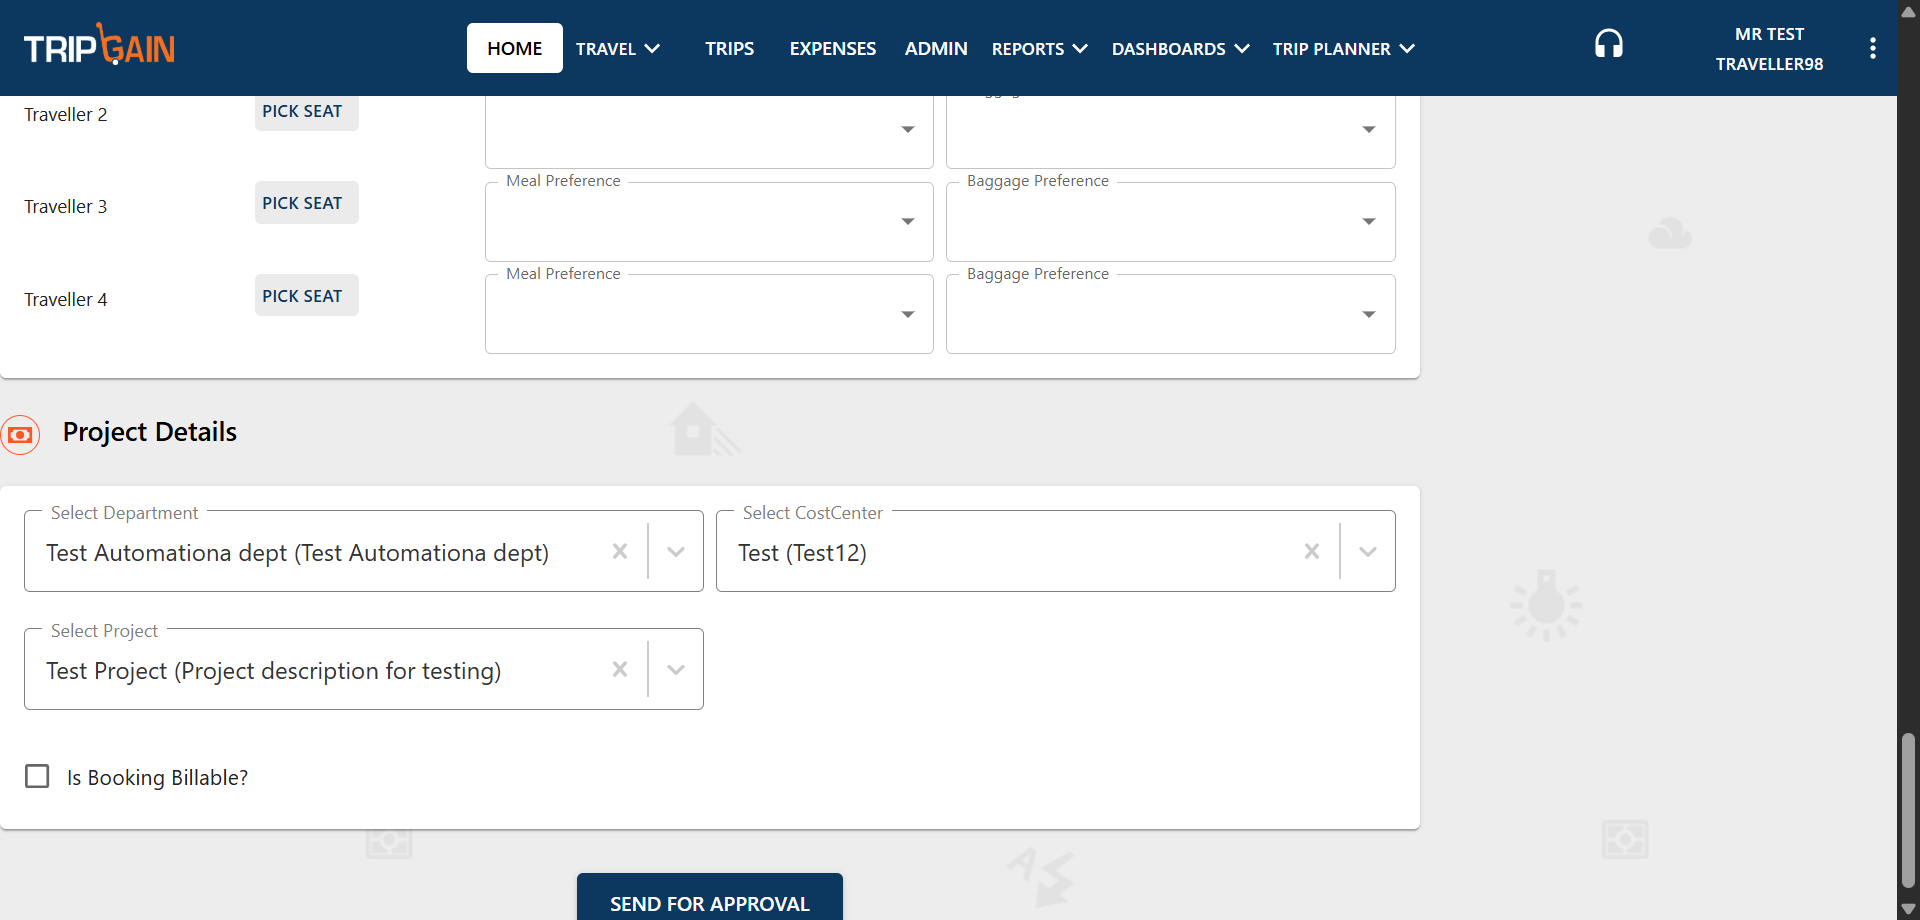 TRIPGAIN
HOME
TRAVEL
TRIPS
EXPENSES
ADMIN
REPORTS
DASHBOARDS
TRIP PLANNER
MR TEST
TRAVELLER98
Traveller 2
PICK SEAT
Traveller 3
PICK SEAT
Meal Preference
Baggage Preference
Traveller 4
PICK SEAT
Meal Preference
Baggage Preference
Project Details
Select Department
Test Automationa dept (Test Automationa dept)
Select CostCenter
Test (Test12)
Select Project
Test Project (Project description for testing)
Is Booking Billable?
SEND FOR APPROVAL